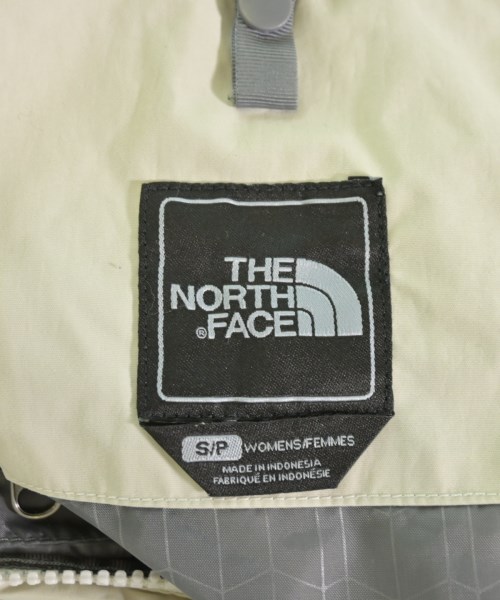 THE
NORTH
®FACE
S/P WOMENS/FEMMES
MADE IN INDONESIA
FABRIQUÉ EN INDONÉSIE